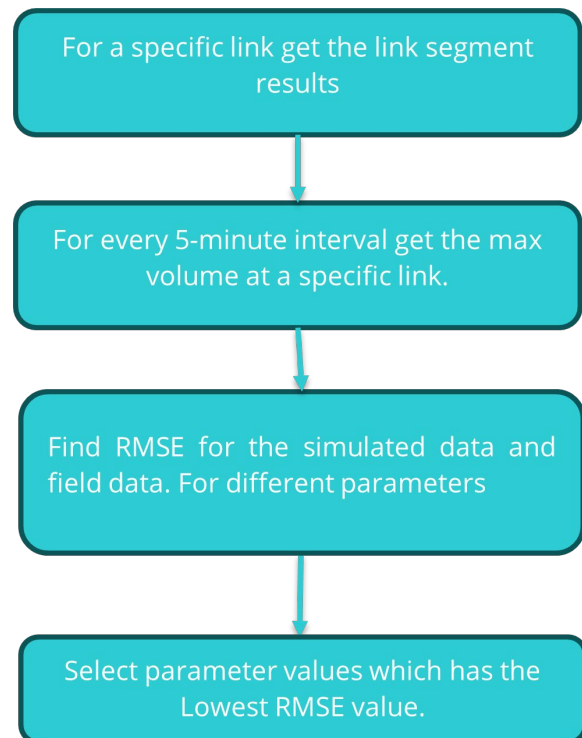 For a specific link get the link segment
results
For every 5-minute interval get the max
volume at a specific link.
Find RMSE for the simulated data and
field data. For different parameters
Select parameter values which has the
Lowest RMSE value.